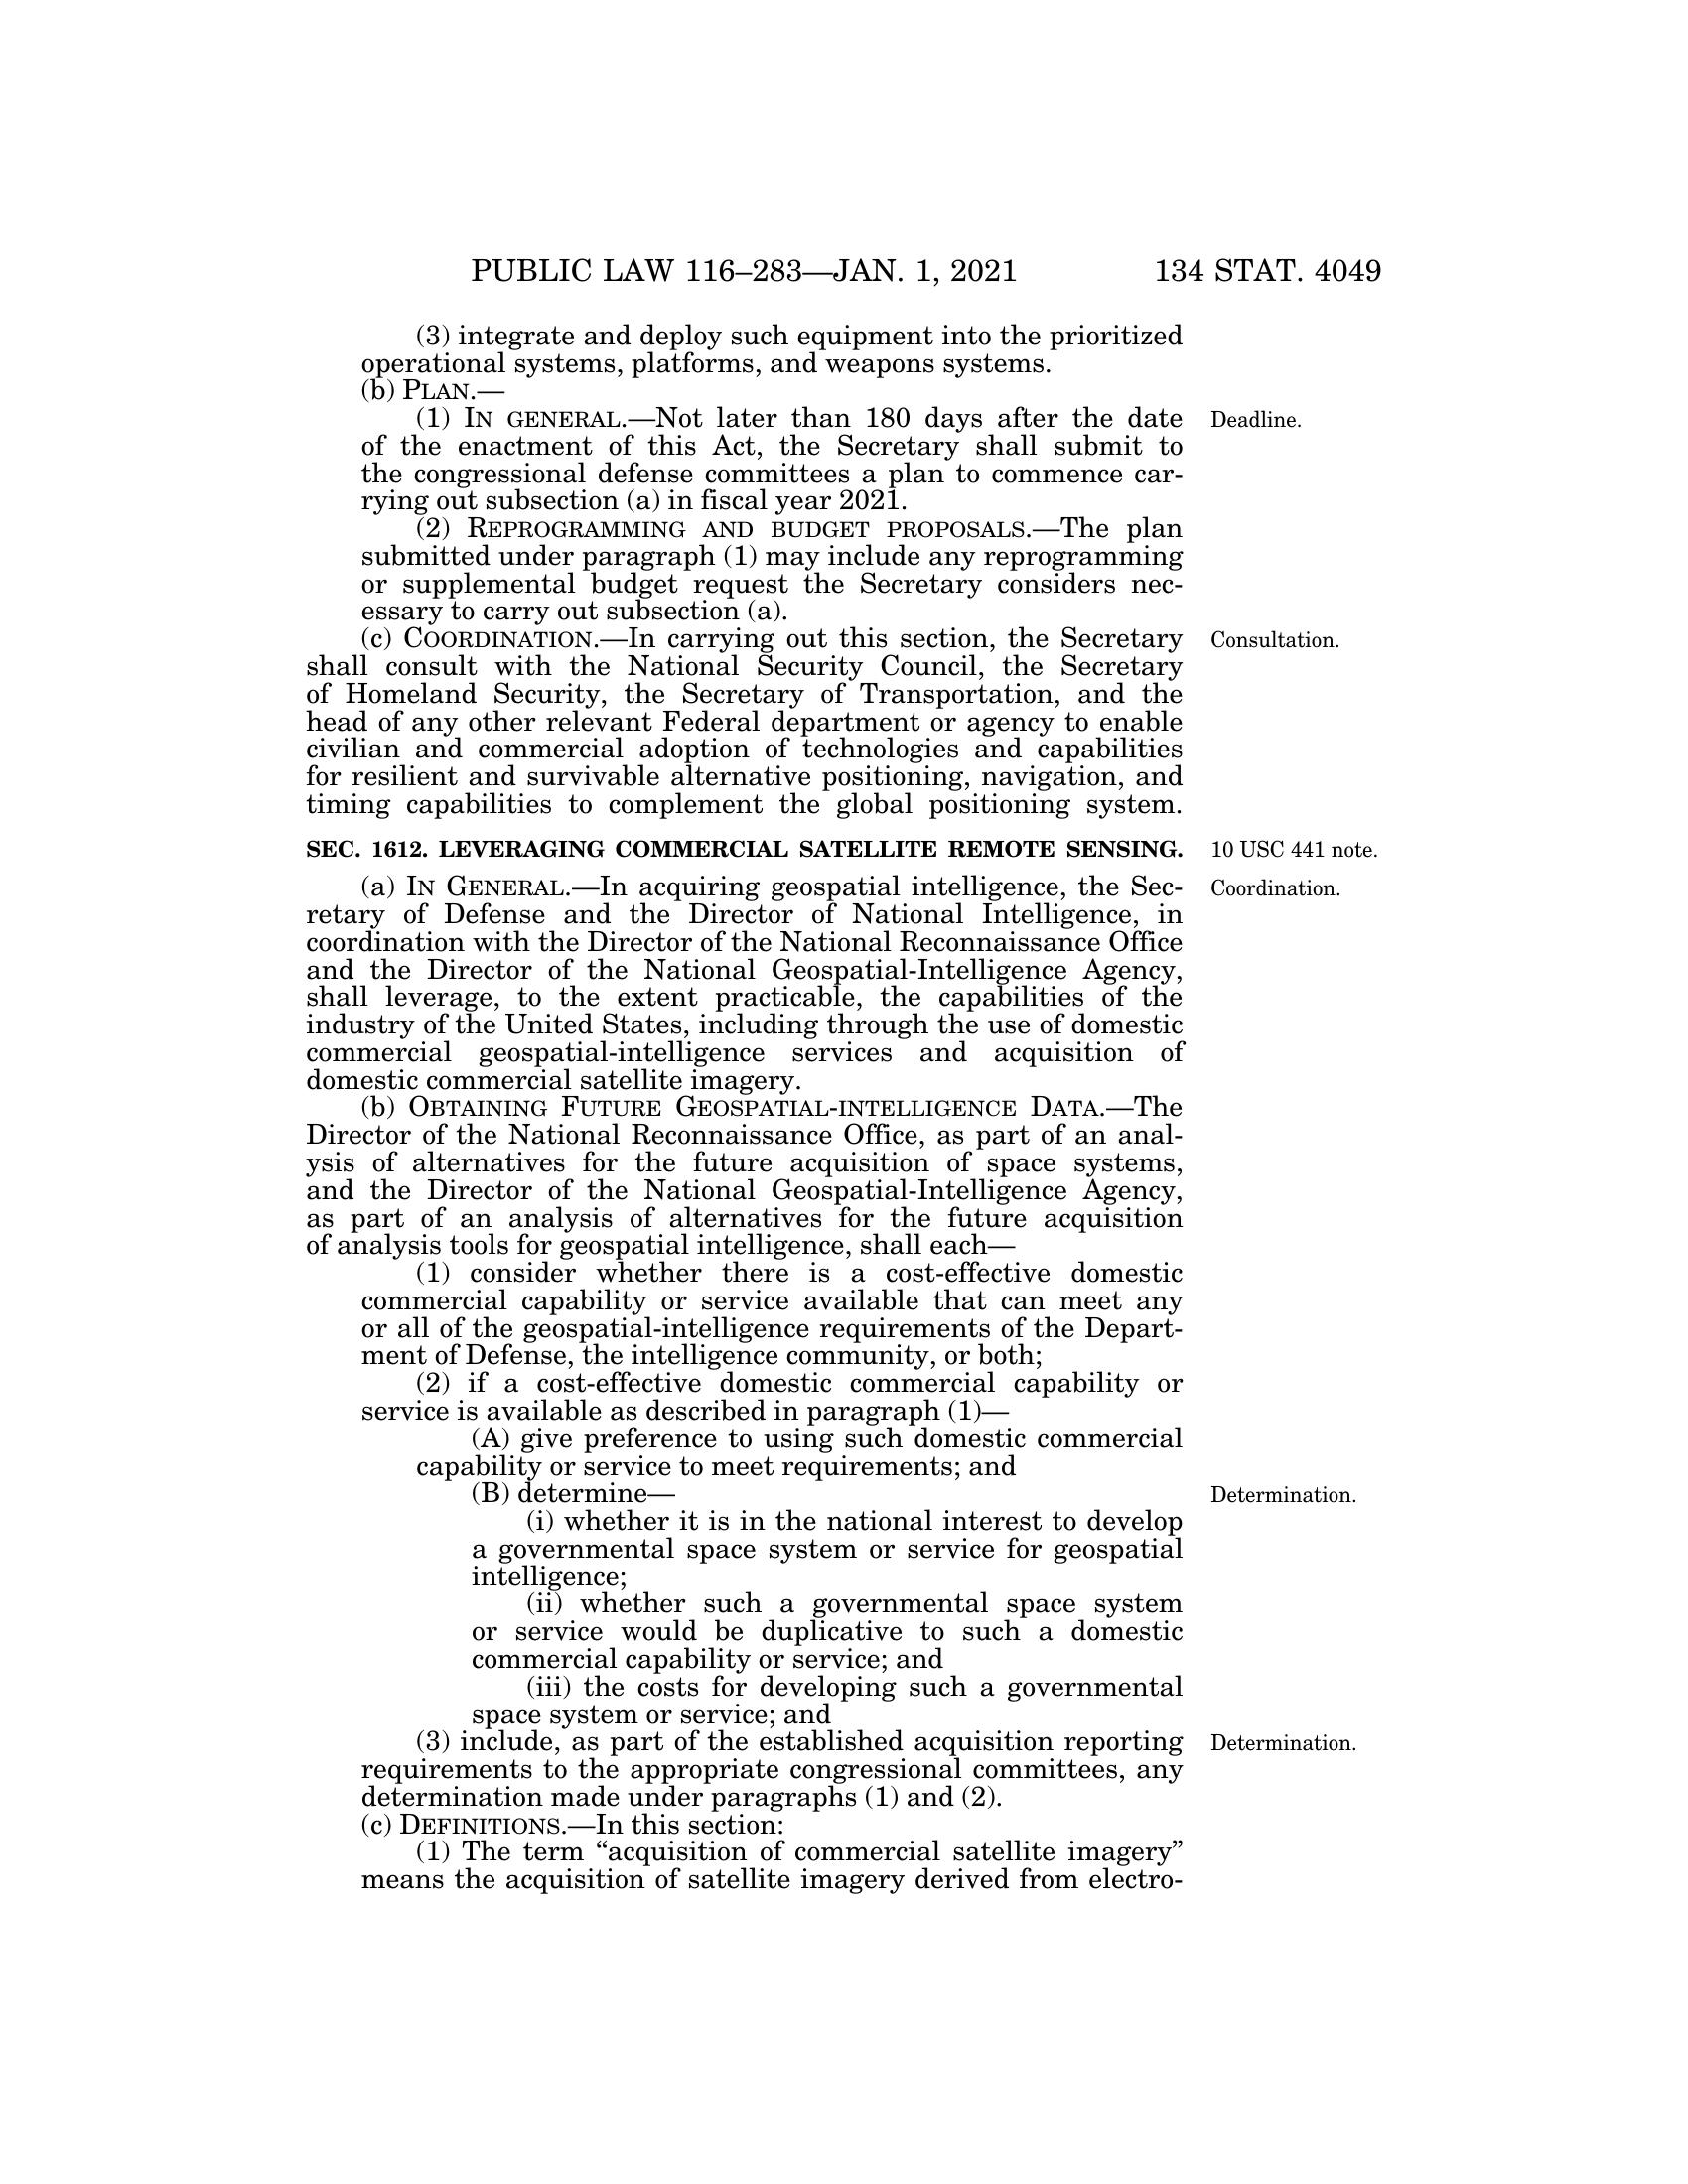 PUBLIC LAW 116–283—JAN. 1, 2021 134 STAT. 4049
(3) integrate and deploy such equipment into the prioritized
operational systems, platforms, and weapons systems.
(b) PLAN.—
(1) IN GENERAL.—Not later than 180 days after the date
Deadline.
of the enactment of this Act, the Secretary shall submit to
the congressional defense committees a plan to commence car-
rying out subsection (a) in fiscal year 2021.
(2) REPROGRAMMING AND BUDGET PROPOSALS.—The plan
submitted under paragraph (1) may include any reprogramming
or supplemental budget request the Secretary considers nec-
essary to carry out subsection (a).
(c) COORDINATION.—In carrying out this section, the Secretary
Consultation.
shall consult with the National Security Council, the Secretary
of Homeland Security, the Secretary of Transportation, and the
head of any other relevant Federal department or agency to enable
civilian and commercial adoption of technologies and capabilities
for resilient and survivable alternative positioning, navigation, and
timing capabilities to complement the global positioning system.
SEC. 1612. LEVERAGING COMMERCIAL SATELLITE REMOTE SENSING.
10 USC 441 note.
(a) IN GENERAL.—In acquiring geospatial intelligence, the Sec-
Coordination.
retary of Defense and the Director of National Intelligence, in
coordination with the Director of the National Reconnaissance Office
and the Director of the National Geospatial-Intelligence Agency,
shall leverage, to the extent practicable, the capabilities of the
industry of the United States, including through the use of domestic
commercial geospatial-intelligence services and acquisition of
domestic commercial satellite imagery.
(b) OBTAINING FUTURE GEOSPATIAL-INTELLIGENCE DATA.—The
Director of the National Reconnaissance Office, as part of an anal-
ysis of alternatives for the future acquisition of space systems,
and the Director of the National Geospatial-Intelligence Agency,
as part of an analysis of alternatives for the future acquisition
of analysis tools for geospatial intelligence, shall each—
(1) consider whether there is a cost-effective domestic
commercial capability or service available that can meet any
or all of the geospatial-intelligence requirements of the Depart-
ment of Defense, the intelligence community, or both;
(2) if a cost-effective domestic commercial capability or
service is available as described in paragraph (1)—
(A) give preference to using such domestic commercial
capability or service to meet requirements; and
(B) determine—
Determination.
(i) whether it is in the national interest to develop
a governmental space system or service for geospatial
intelligence;
(ii) whether such a governmental space system
or service would be duplicative to such a domestic
commercial capability or service; and
(iii) the costs for developing such a governmental
space system or service; and
(3) include, as part of the established acquisition reporting
Determination.
requirements to the appropriate congressional committees, any
determination made under paragraphs (1) and (2).
(c) DEFINITIONS.—In this section:
(1) The term “acquisition of commercial satellite imagery”
means the acquisition of satellite imagery derived from electro-